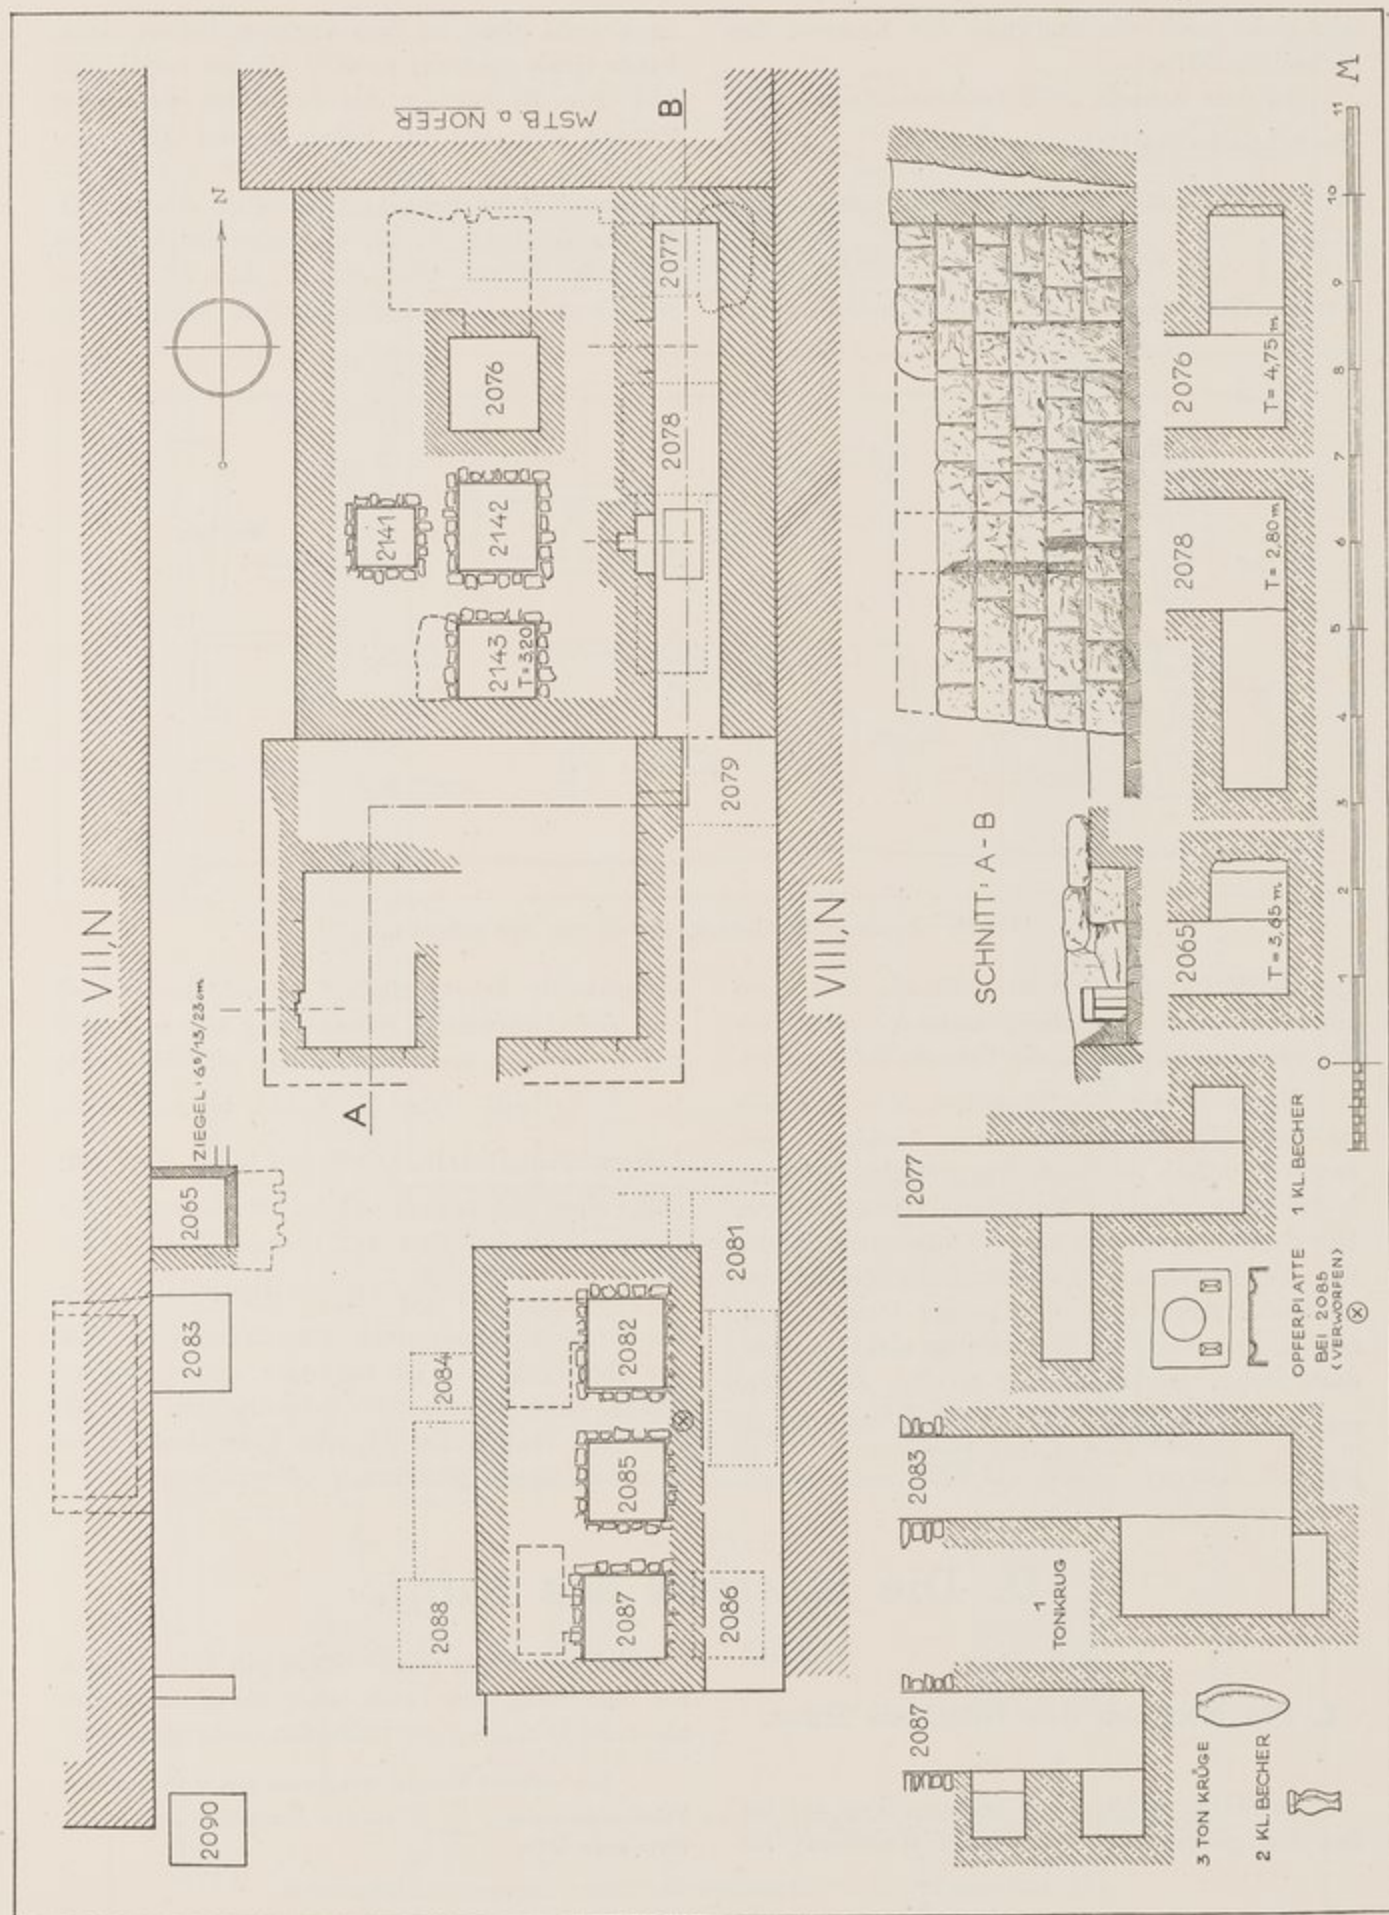 VII,N
ZIEGEL: 6⁵/13/23 cm
N
MSTB. D. NOFER
B
A
2090
2083
2065
2141
2142
2143
T = 3,20
2076
2077
2078
2079
2081
2082
2084
2085
2086
2087
2088
VIII,N
SCHNITT: A - B
2087
3 TON KRÜGE
2 KL. BECHER
2083
1
TONKRUG
2077
OPFERPLATTE
BEI 2085
(VERWORFEN)
1 KL. BECHER
2065
T = 3,65 m
2078
T = 2,80 m
2076
T = 4,75 m
0 1 2 3 4 5 6 7 8 9 10 11 M